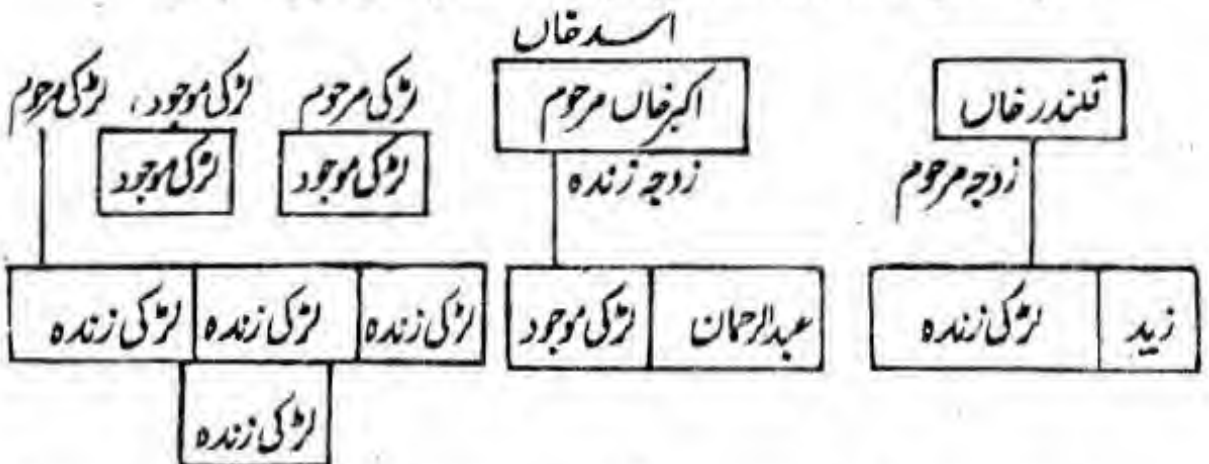 اسد خاں
قلندر خاں اکبر خاں مرحوم لڑکی مرحوم لڑکی موجود، لڑکی مرحوم
زوجہ مرحوم زوجہ زندہ لڑکی موجود لڑکی موجود
زید لڑکی زندہ عبدالرحمان لڑکی موجود لڑکی زندہ لڑکی زندہ لڑکی زندہ
لڑکی زندہ